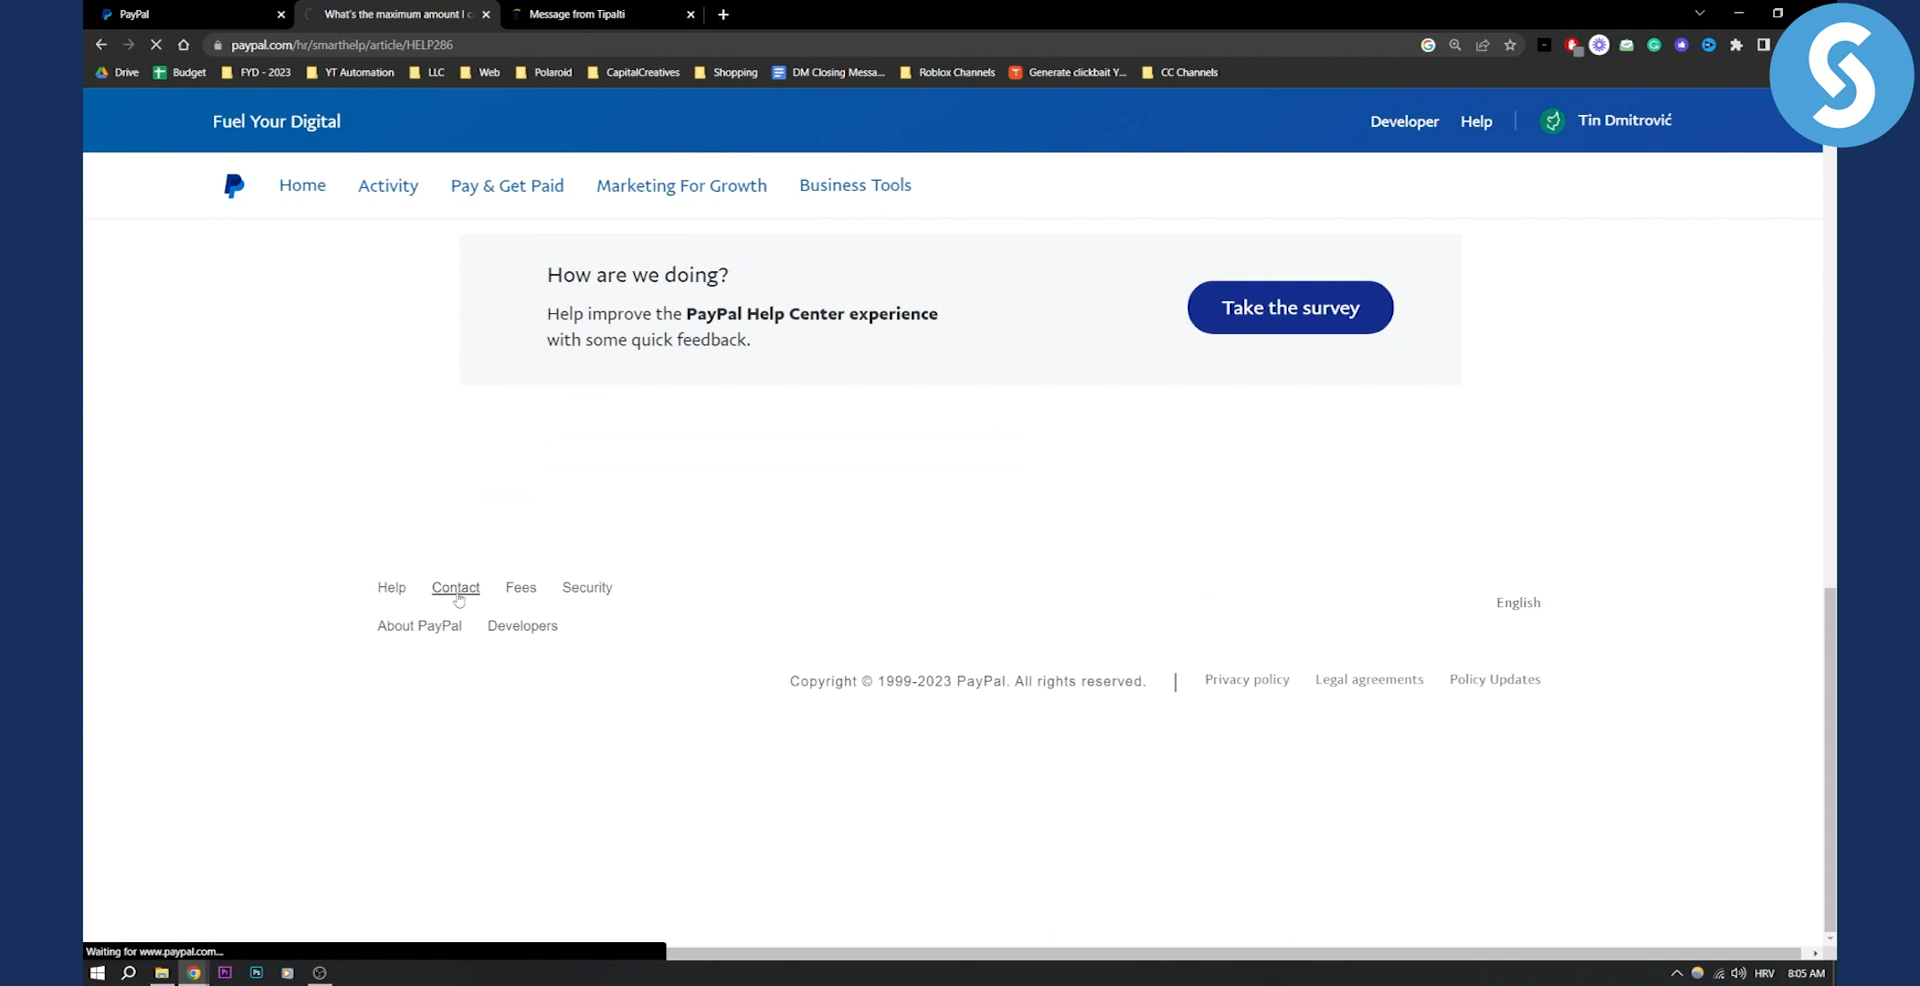 PayPal
What's the maximum amount I c
Message from Tipalti
paypal.com/hr/smarthelp/article/HELP286
Drive
Budget
FYD - 2023
YT Automation
LLC
Web
Polaroid
CapitalCreatives
Shopping
DM Closing Messa...
Roblox Channels
Generate clickbait Y...
CC Channels
Fuel Your Digital
Developer
Help
Tin Dmitrović
Home
Activity
Pay & Get Paid
Marketing For Growth
Business Tools
How are we doing?
Help improve the PayPal Help Center experience
with some quick feedback.
Take the survey
Help
Contact
Fees
Security
English
About PayPal
Developers
Copyright © 1999-2023 PayPal. All rights reserved.
Privacy policy
Legal agreements
Policy Updates
Waiting for www.paypal.com...
HRV
8:05 AM